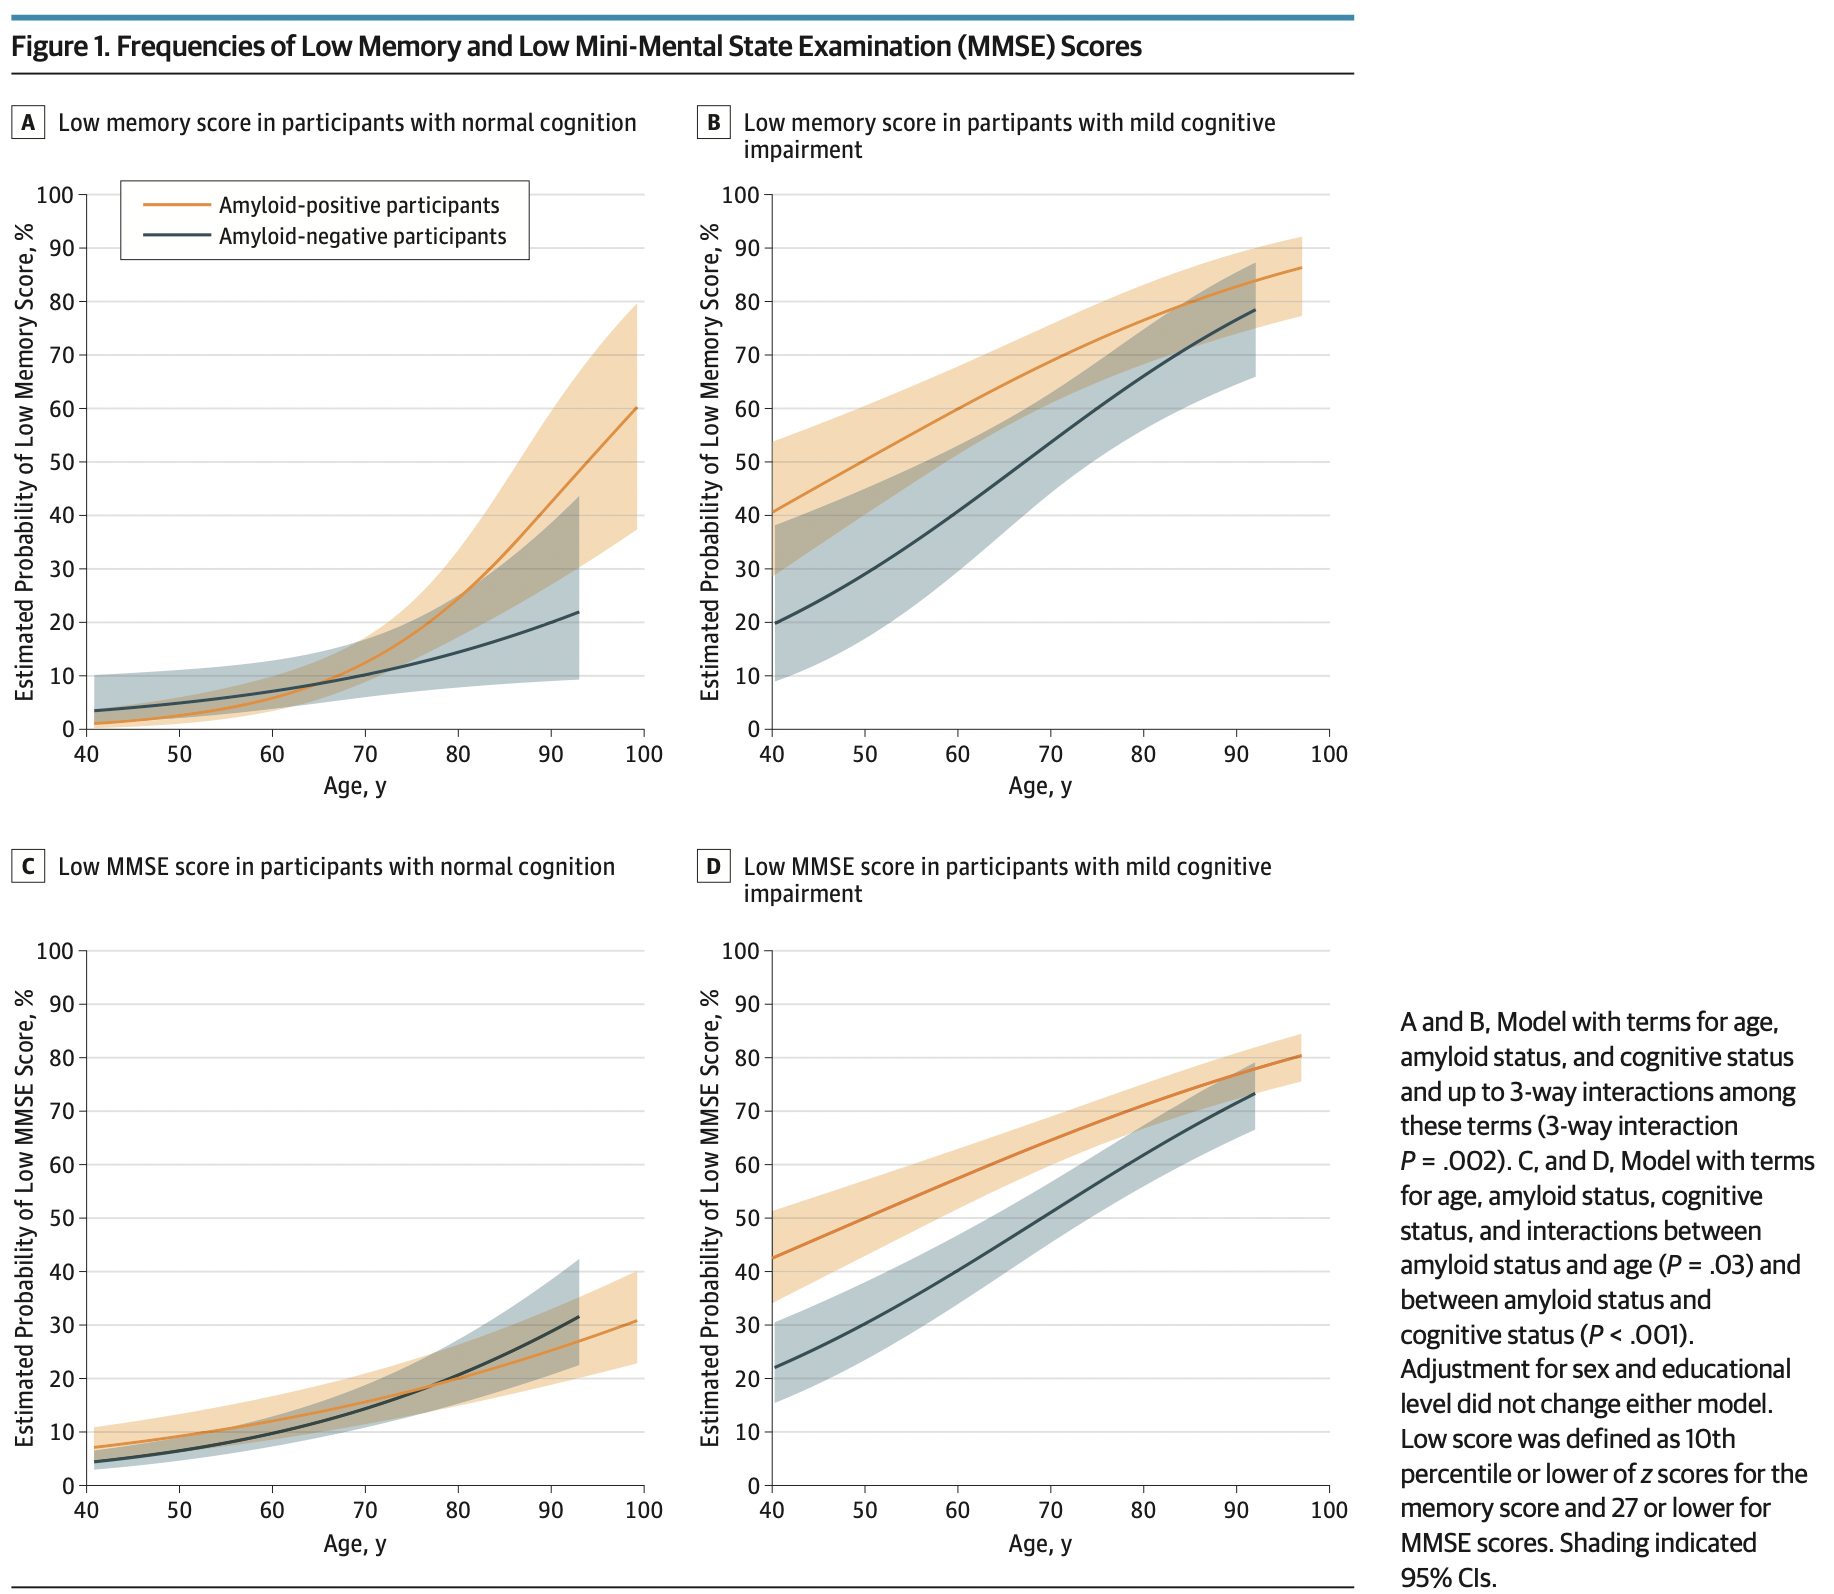 Figure 1. Frequencies of Low Memory and Low Mini-Mental State Examination (MMSE) Scores
A Low memory score in participants with normal cognition
Amyloid-positive participants
Amyloid-negative participants
Estimated Probability of Low Memory Score, %
100
90
80
70
60
50
40
30
20
10
0
40 50 60 70 80 90 100
Age, y
B Low memory score in partipants with mild cognitive
impairment
Estimated Probability of Low Memory Score, %
100
90
80
70
60
50
40
30
20
10
0
40 50 60 70 80 90 100
Age, y
C Low MMSE score in participants with normal cognition
Estimated Probability of Low MMSE Score, %
100
90
80
70
60
50
40
30
20
10
0
40 50 60 70 80 90 100
Age, y
D Low MMSE score in participants with mild cognitive
impairment
Estimated Probability of Low MMSE Score, %
100
90
80
70
60
50
40
30
20
10
0
40 50 60 70 80 90 100
Age, y
A and B, Model with terms for age,
amyloid status, and cognitive status
and up to 3-way interactions among
these terms (3-way interaction
P = .002). C, and D, Model with terms
for age, amyloid status, cognitive
status, and interactions between
amyloid status and age (P = .03) and
between amyloid status and
cognitive status (P < .001).
Adjustment for sex and educational
level did not change either model.
Low score was defined as 10th
percentile or lower of z scores for the
memory score and 27 or lower for
MMSE scores. Shading indicated
95% CIs.